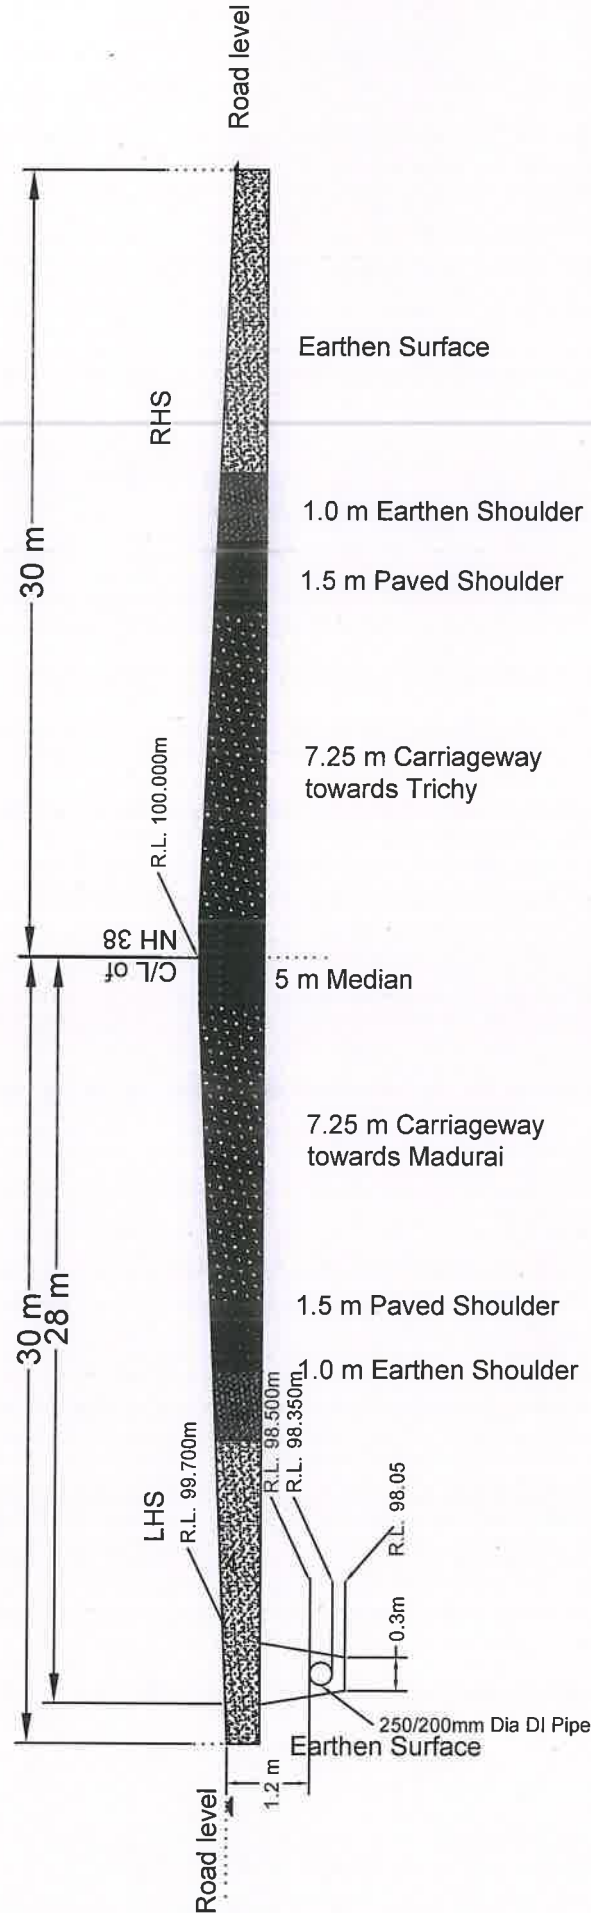 Road level
Earthen Surface
RHS
30 m
1.0 m Earthen Shoulder
1.5 m Paved Shoulder
7.25 m Carriageway
towards Trichy
R.L. 100.000m
C/L of
NH 38
5 m Median
7.25 m Carriageway
towards Madurai
30 m
28 m
1.5 m Paved Shoulder
1.0 m Earthen Shoulder
LHS
R.L. 99.700m
R.L. 98.500m
R.L. 98.350m
R.L. 98.05
0.3m
250/200mm Dia DI Pipe
Earthen Surface
1.2 m
Road level